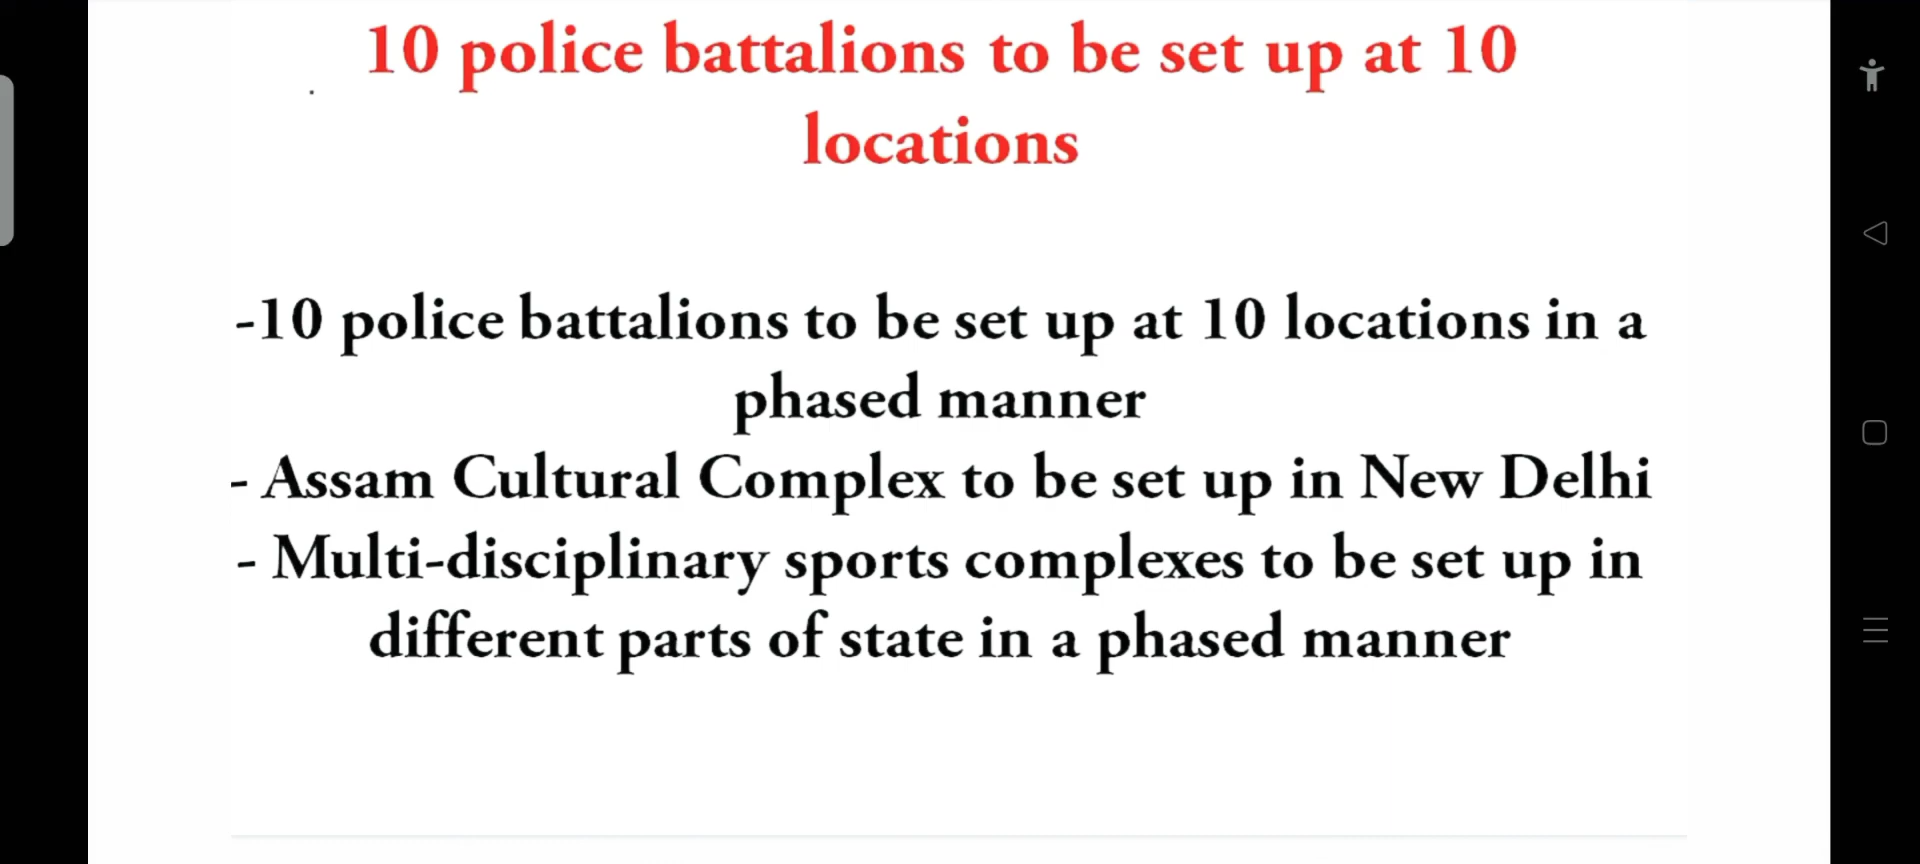 10 police battalions to be set up at 10
locations
-10 police battalions to be set up at 10 locations in a
phased manner
- Assam Cultural Complex to be set up in New Delhi
- Multi-disciplinary sports complexes to be set up in
different parts of state in a phased manner